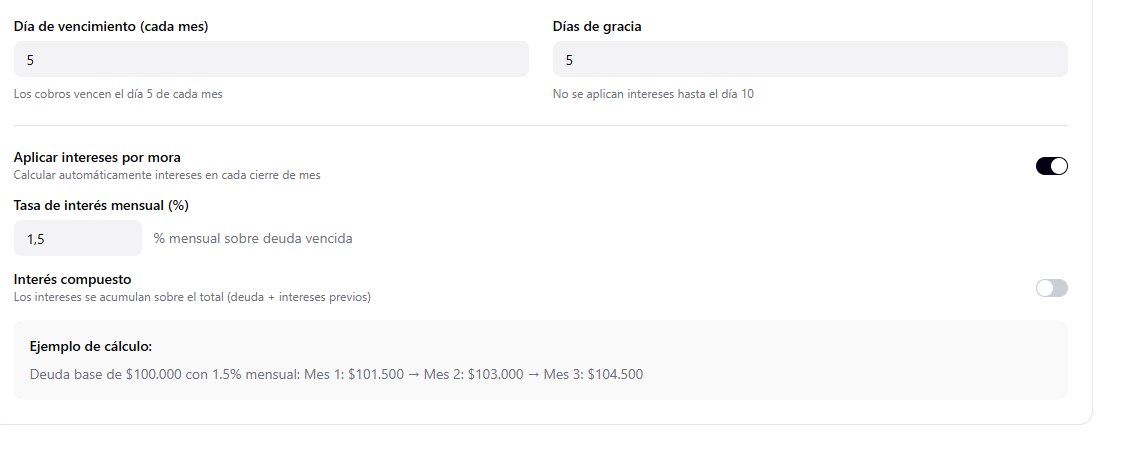 Día de vencimiento (cada mes)
Días de gracia
5
5
Los cobros vencen el día 5 de cada mes
No se aplican intereses hasta el día 10
Aplicar intereses por mora
Calcular automáticamente intereses en cada cierre de mes
Tasa de interés mensual (%)
1,5
% mensual sobre deuda vencida
Interés compuesto
Los intereses se acumulan sobre el total (deuda + intereses previos)
Ejemplo de cálculo:
Deuda base de $100.000 con 1.5% mensual: Mes 1: $101.500 → Mes 2: $103.000 → Mes 3: $104.500